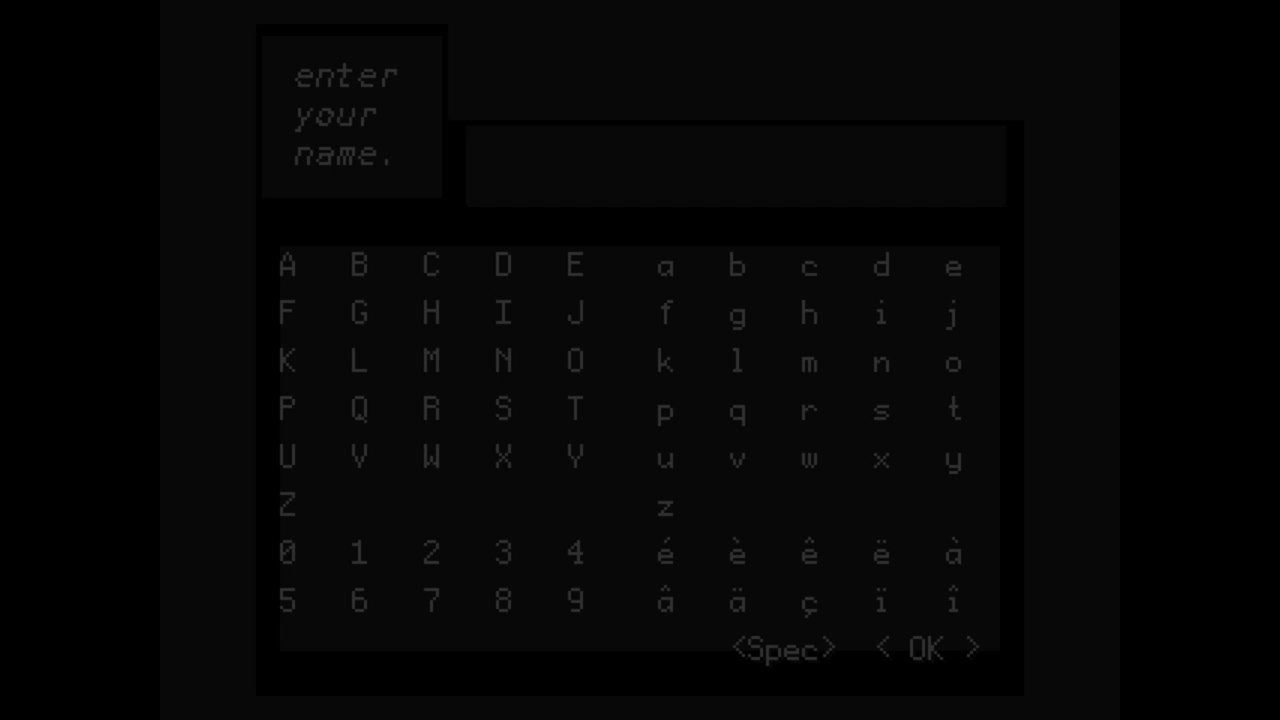 enter
your
name.
A B C D E a b c d e
F G H I J f g h i j
K L M N O k l m n o
P Q R S T p q r s t
U V W X Y u v w x y
Z z
0 1 2 3 4 é è ê ë à
5 6 7 8 9 â ä ç ï î
<Spec> < OK >